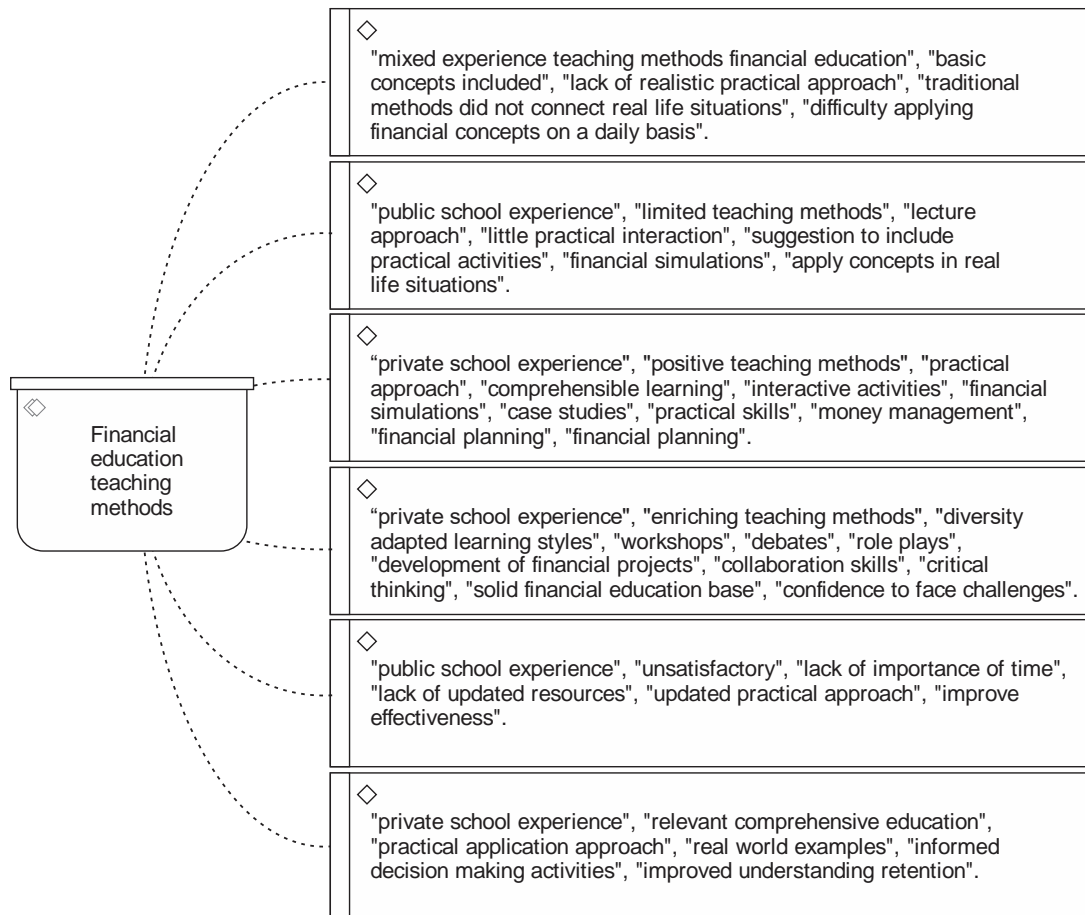 "mixed experience teaching methods financial education", "basic
concepts included", "lack of realistic practical approach", "traditional
methods did not connect real life situations", "difficulty applying
financial concepts on a daily basis".
"public school experience", "limited teaching methods", "lecture
approach", "little practical interaction", "suggestion to include
practical activities", "financial simulations", "apply concepts in real
life situations".
“private school experience", "positive teaching methods", "practical
approach", "comprehensible learning", "interactive activities", "financial
simulations", "case studies", "practical skills", "money management",
"financial planning", "financial planning".
Financial
education
teaching
methods
“private school experience", "enriching teaching methods", "diversity
adapted learning styles", "workshops", "debates", "role plays",
"development of financial projects", "collaboration skills", "critical
thinking", "solid financial education base", "confidence to face challenges".
"public school experience", "unsatisfactory", "lack of importance of time",
"lack of updated resources", "updated practical approach", "improve
effectiveness".
"private school experience", "relevant comprehensive education",
"practical application approach", "real world examples", "informed
decision making activities", "improved understanding retention".